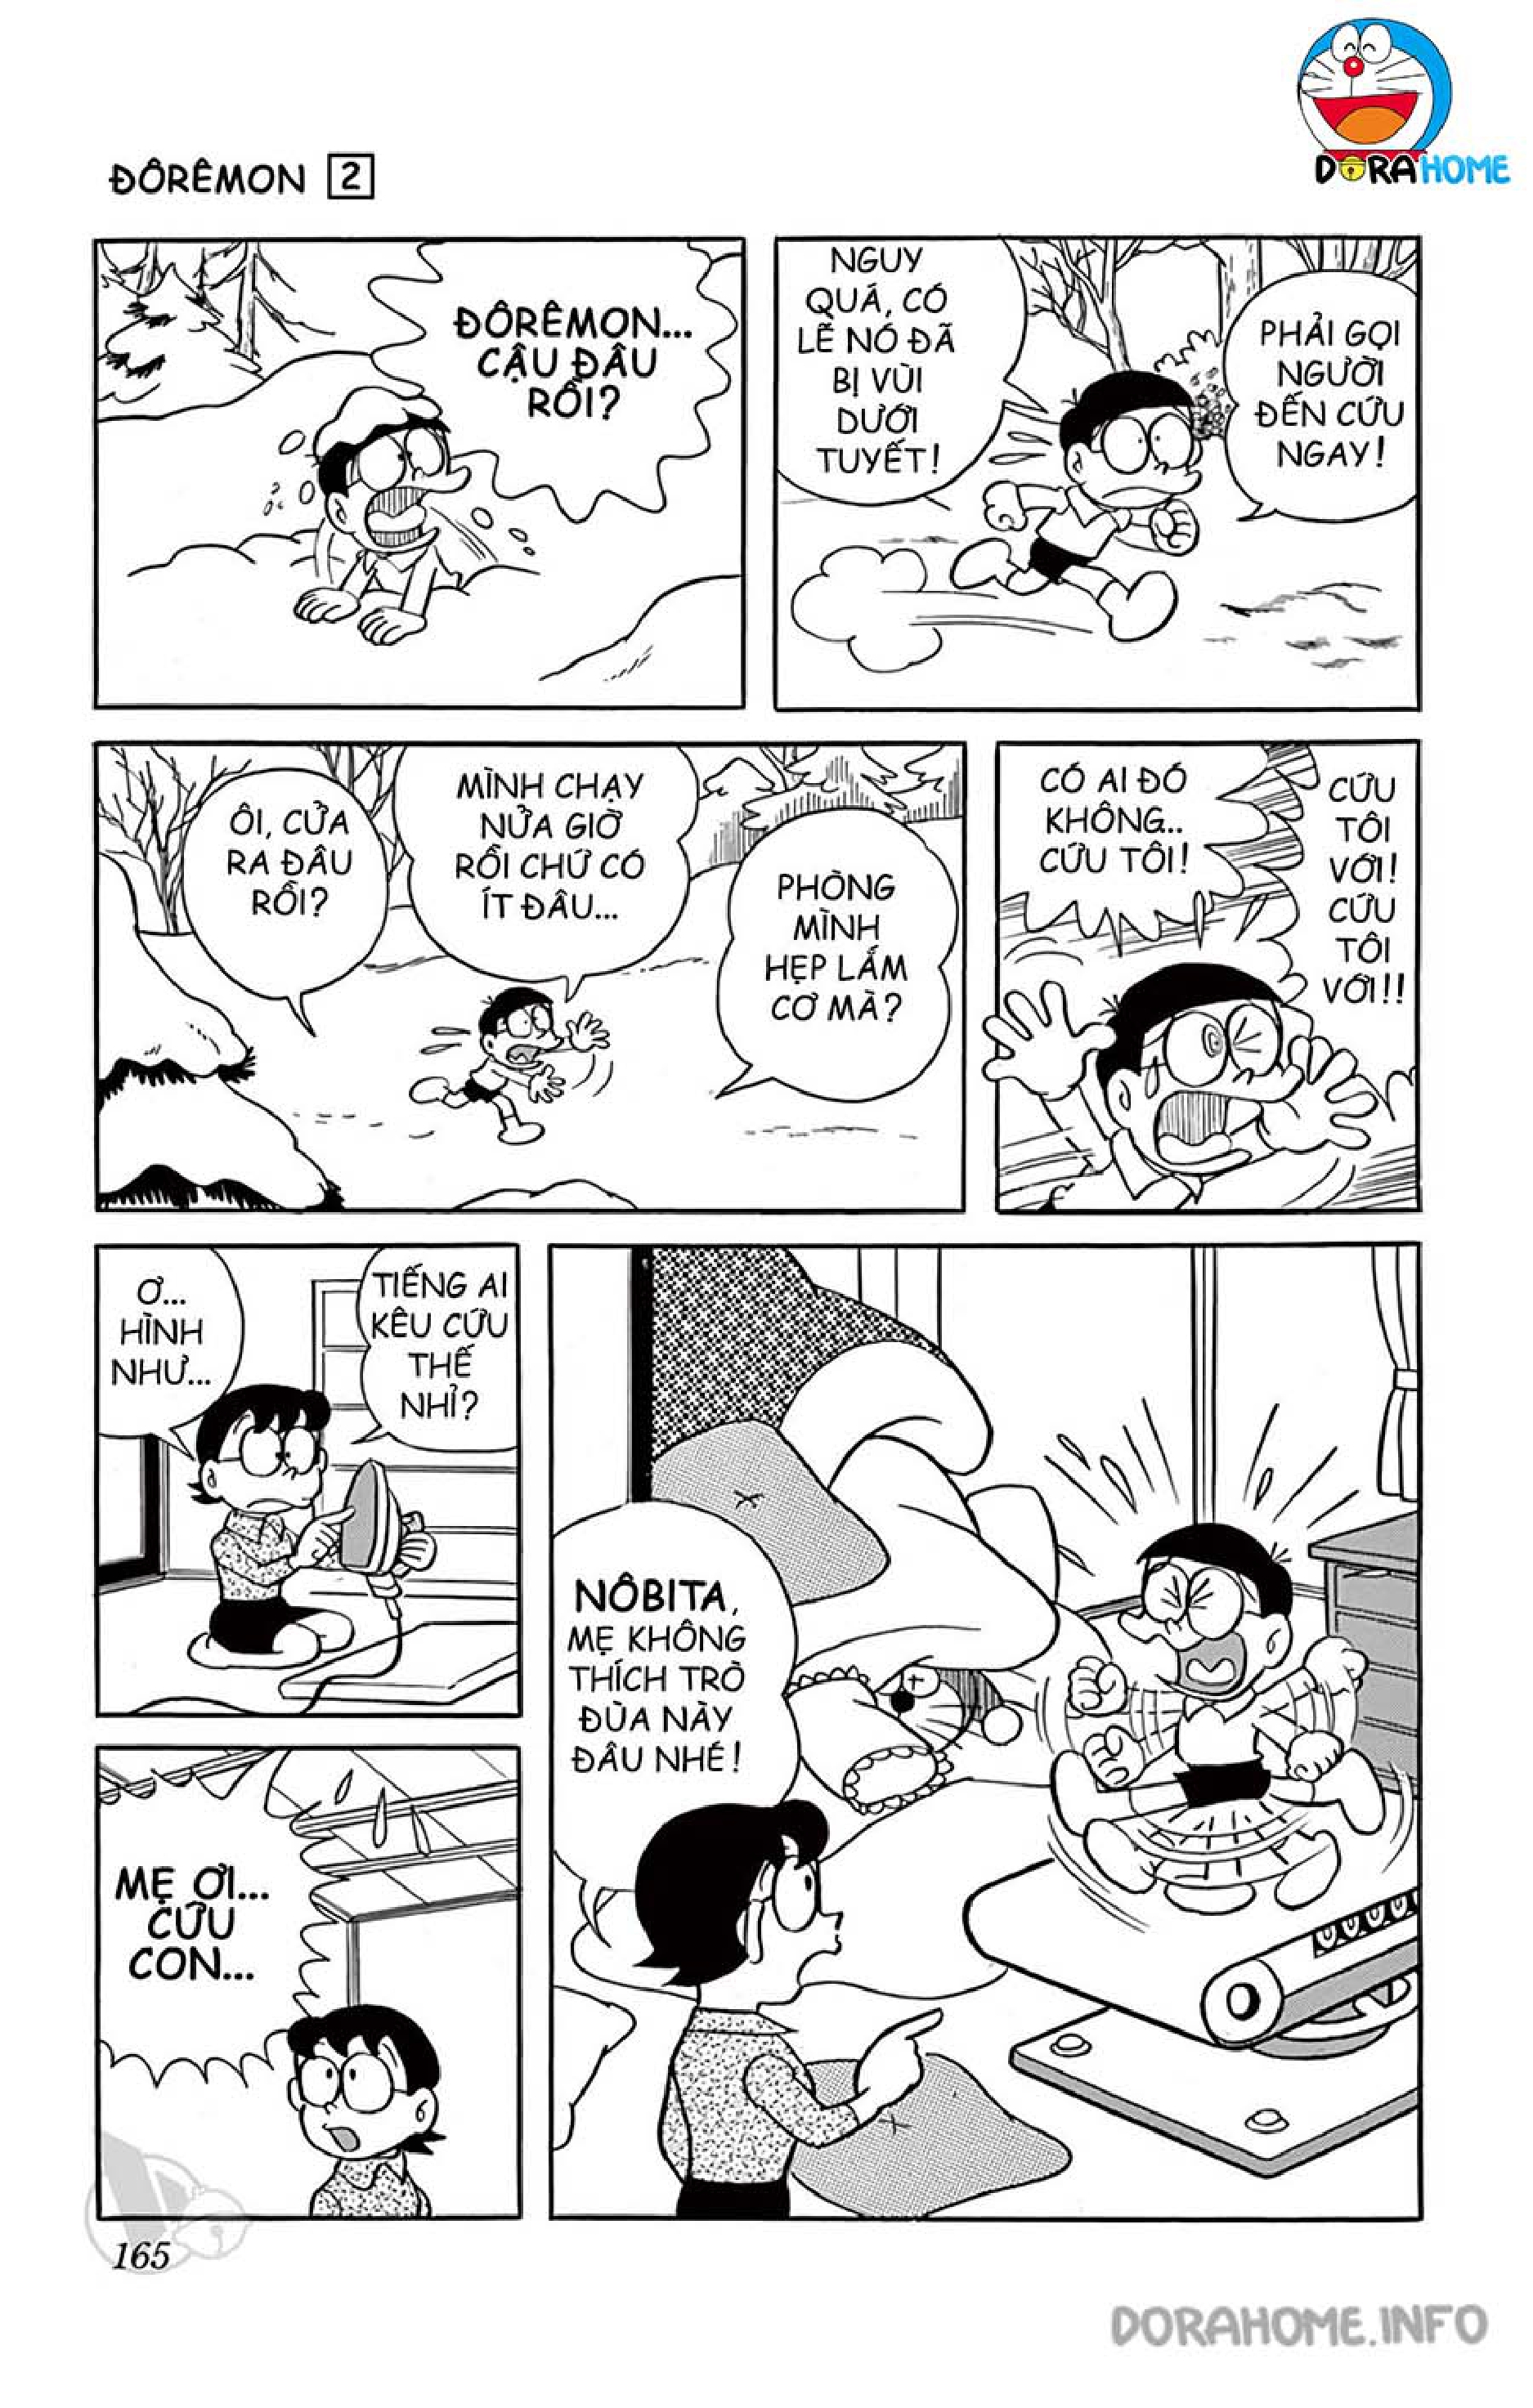 DORAHOME
ĐÔRÊMON 2
ĐÔRÊMON...
CẬU ĐÂU
RỒI?
NGUY
QUÁ, CÓ
LẼ NÓ ĐÃ
BỊ VÙI
DƯỚI
TUYẾT!
PHẢI GỌI
NGƯỜI
ĐẾN CỨU
NGAY!
ÔI, CỬA
RA ĐÂU
RỒI?
MÌNH CHẠY
NỬA GIỜ
RỒI CHỨ CÓ
ÍT ĐÂU...
PHÒNG
MÌNH
HẸP LẮM
CƠ MÀ?
CÓ AI ĐÓ
KHÔNG..
CỨU TÔI!
CỨU
TÔI
VỚI!
CỨU
TÔI
VỚI!!
Ơ...
HÌNH
NHƯ...
TIẾNG AI
KÊU CỨU
THẾ
NHỈ?
MẸ ƠI...
CỨU
CON...
NÔBITA,
MẸ KHÔNG
THÍCH TRÒ
ĐÙA NÀY
ĐÂU NHÉ!
165
DORAHOME.INFO